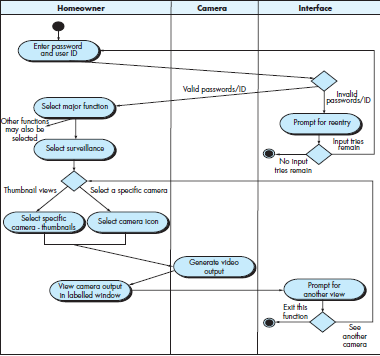 Homeowner
Camera
Interface
Enter password
and user ID
Valid passwords/ID
Invalid
passwords/ID
Select major function
Prompt for reentry
Other functions
may also be
selected
Input tries
remain
Select surveillance
No input
tries remain
Thumbnail views
Select a specific camera
Select specific
camera - thumbnails
Select camera icon
Generate video
output
View camera output
in labelled window
Prompt for
another view
Exit this
function
See
another
camera